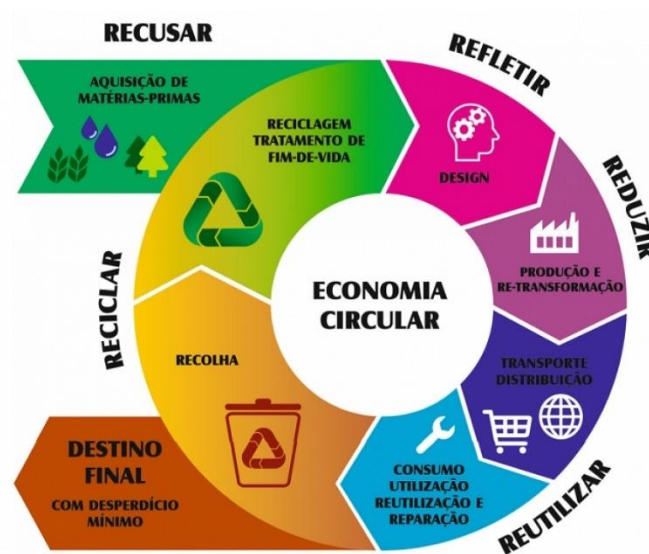 RECUSAR
AQUISIÇÃO DE
MATÉRIAS-PRIMAS
RECICLAGEM
TRATAMENTO DE
FIM-DE-VIDA
REFLETIR
DESIGN
REDUZIR
PRODUÇÃO E
RE-TRANSFORMAÇÃO
ECONOMIA
CIRCULAR
TRANSPORTE
DISTRIBUIÇÃO
REUTILIZAR
CONSUMO
UTILIZAÇÃO
REUTILIZAÇÃO E
REPARAÇÃO
RECICLAR
RECOLHA
DESTINO
FINAL
COM DESPERDÍCIO
MÍNIMO